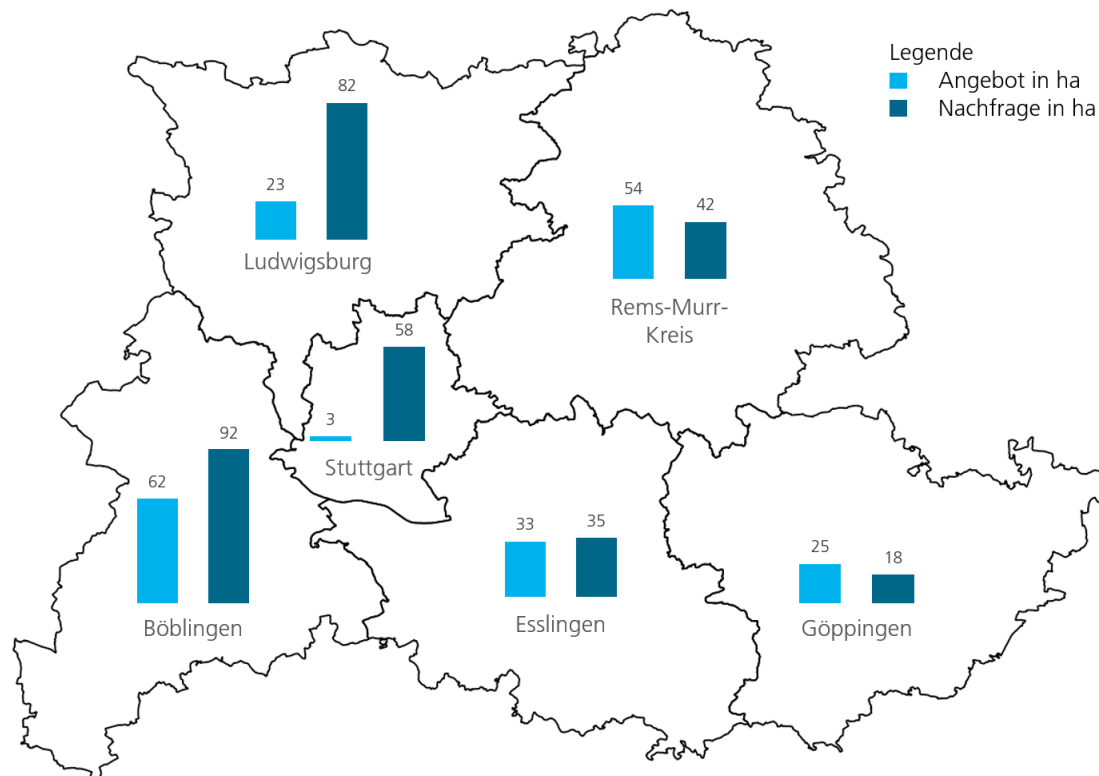 Legende
Angebot in ha
Nachfrage in ha
82
23
Ludwigsburg
54
42
Rems-Murr-
Kreis
58
3
Stuttgart
92
62
Böblingen
33
35
Esslingen
25
18
Göppingen